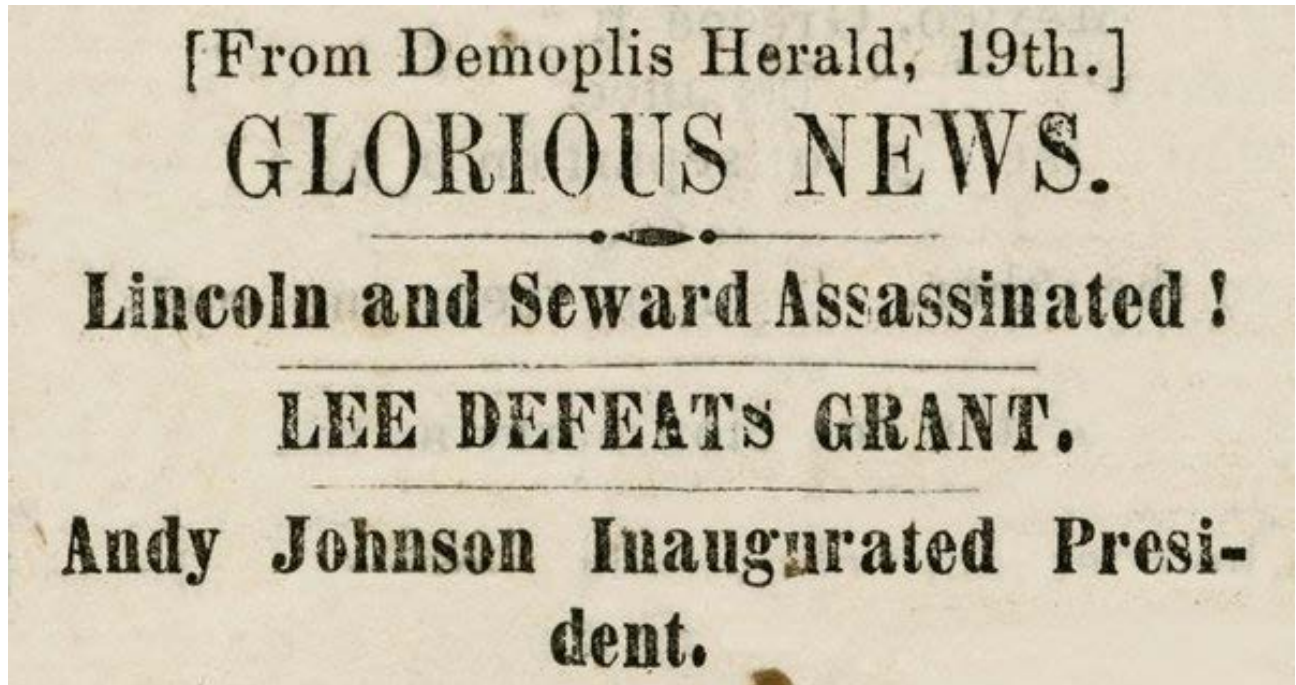 [From Demoplis Herald, 19th.]
GLORIOUS NEWS.
Lincoln and Seward Assassinated !
LEE DEFEATS GRANT.
Andy Johnson Inaugurated Presi-
dent.